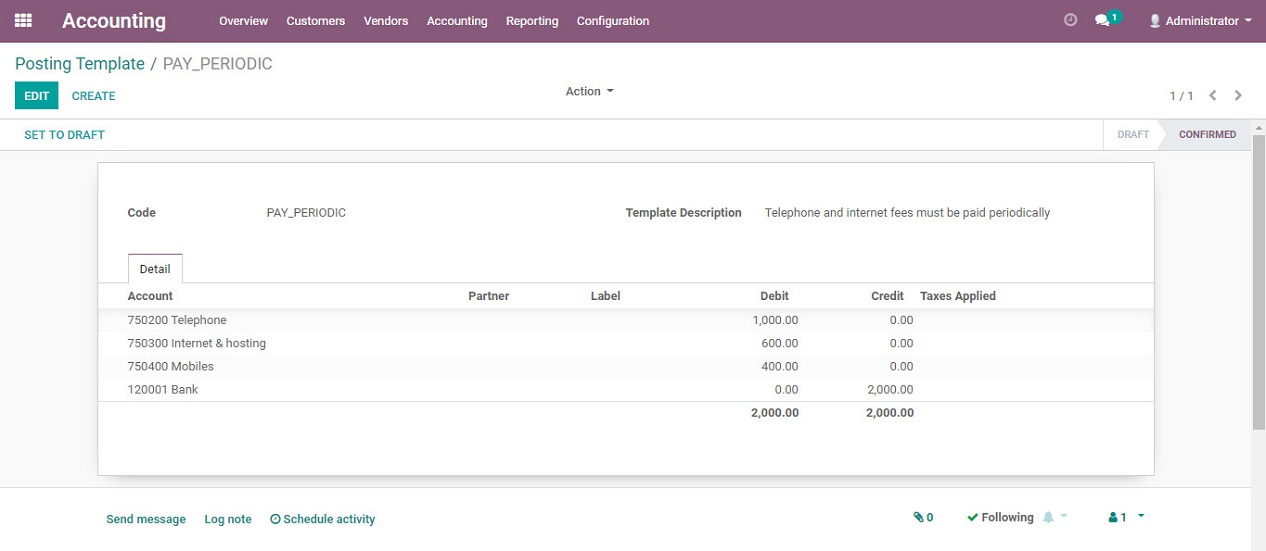 Accounting Overview Customers Vendors Accounting Reporting Configuration 1 Administrator
Posting Template / PAY_PERIODIC
EDIT CREATE Action 1 / 1
SET TO DRAFT DRAFT CONFIRMED
Code PAY_PERIODIC Template Description Telephone and internet fees must be paid periodically
Detail
Account Partner Label Debit Credit Taxes Applied
750200 Telephone 1,000.00 0.00
750300 Internet & hosting 600.00 0.00
750400 Mobiles 400.00 0.00
120001 Bank 0.00 2,000.00
2,000.00 2,000.00
Send message Log note Schedule activity 0 Following 1